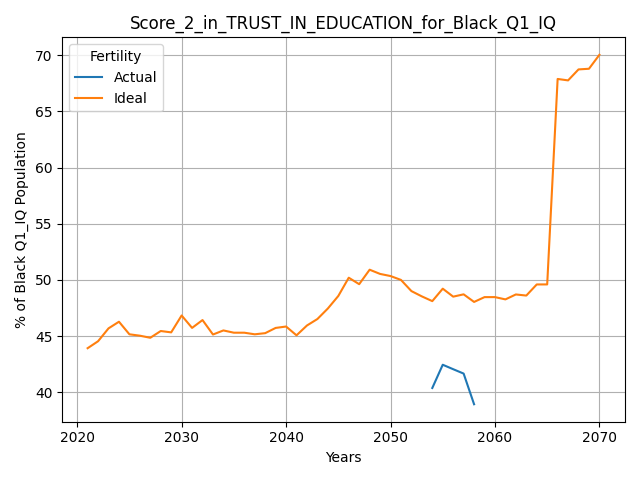 Score_2_in_TRUST_IN_EDUCATION_for_Black_Q1_IQ
Fertility
Actual
Ideal
% of Black Q1_IQ Population
70
65
60
55
50
45
40
2020
2030
2040
2050
2060
2070
Years